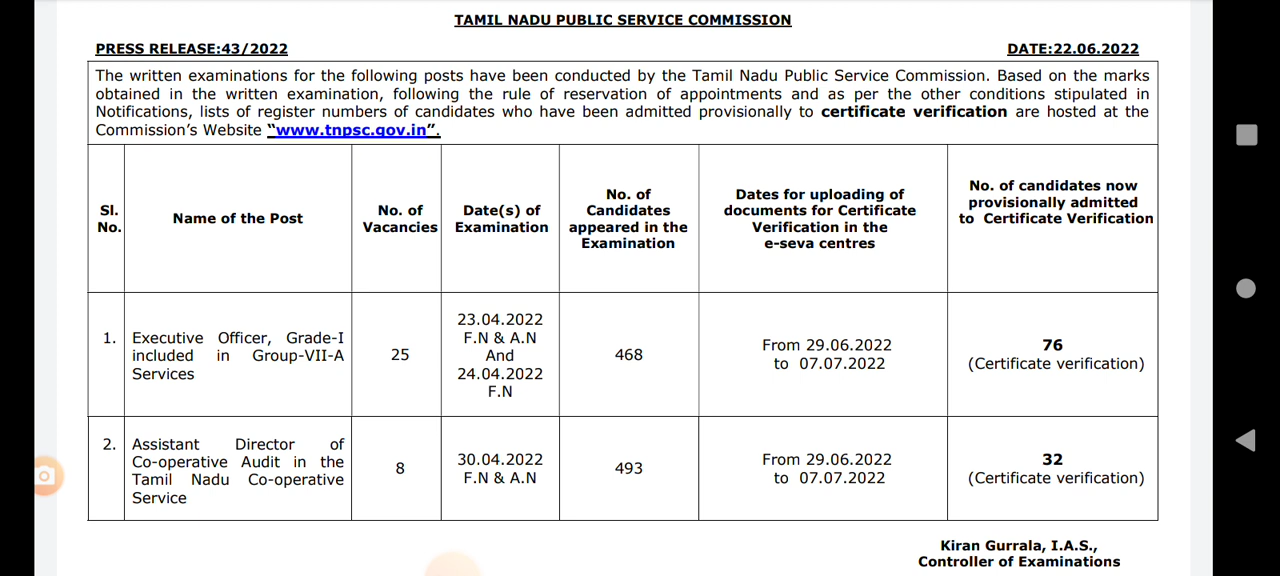 TAMIL NADU PUBLIC SERVICE COMMISSION
PRESS RELEASE:43/2022 DATE:22.06.2022
The written examinations for the following posts have been conducted by the Tamil Nadu Public Service Commission. Based on the marks
obtained in the written examination, following the rule of reservation of appointments and as per the other conditions stipulated in
Notifications, lists of register numbers of candidates who have been admitted provisionally to certificate verification are hosted at the
Commission's Website "www.tnpsc.gov.in".
Sl.
No.
Name of the Post
No. of
Vacancies
Date(s) of
Examination
No. of
Candidates
appeared in the
Examination
Dates for uploading of
documents for Certificate
Verification in the
e-seva centres
No. of candidates now
provisionally admitted
to Certificate Verification
1.
Executive Officer, Grade-I
included in Group-VII-A
Services
25
23.04.2022
F.N & A.N
And
24.04.2022
F.N
468
From 29.06.2022
to 07.07.2022
76
(Certificate verification)
2.
Assistant Director of
Co-operative Audit in the
Tamil Nadu Co-operative
Service
8
30.04.2022
F.N & A.N
493
From 29.06.2022
to 07.07.2022
32
(Certificate verification)
Kiran Gurrala, I.A.S.,
Controller of Examinations